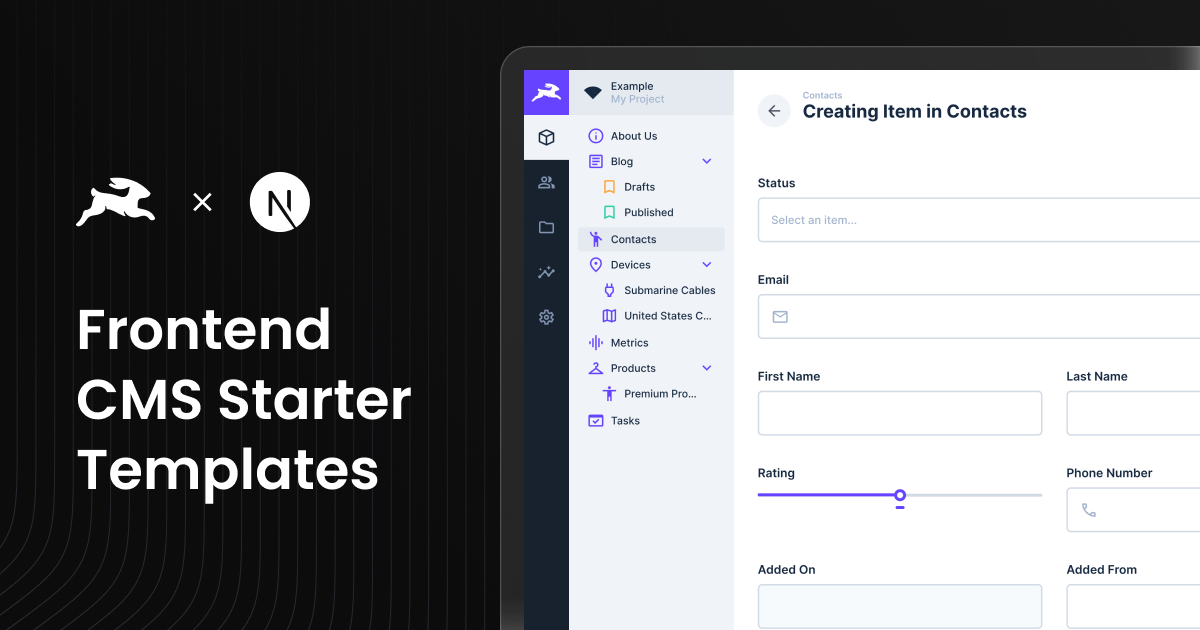 Frontend
CMS Starter
Templates
Example
My Project
About Us
Blog
Drafts
Published
Contacts
Devices
Submarine Cables
United States C...
Metrics
Products
Premium Pro...
Tasks
Contacts
Creating Item in Contacts
Status
Select an item...
Email
First Name
Last Name
Rating
Phone Number
Added On
Added From